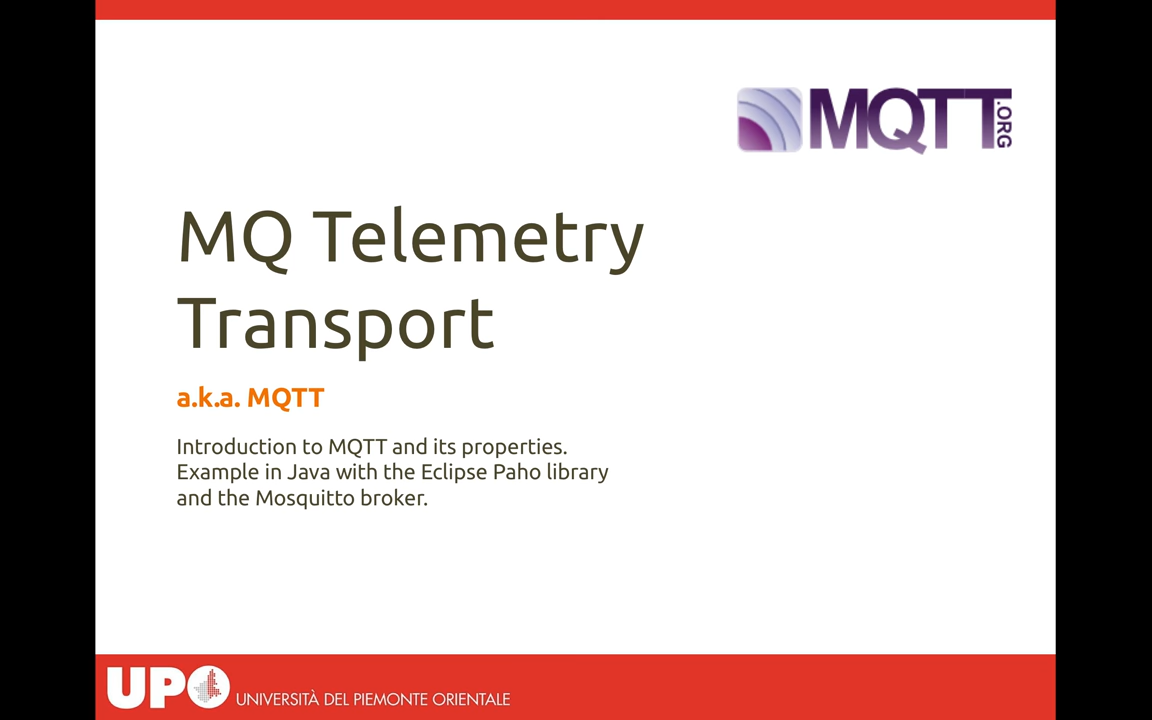 MQTT.ORG
MQ Telemetry
Transport
a.k.a. MQTT
Introduction to MQTT and its properties.
Example in Java with the Eclipse Paho library
and the Mosquitto broker.
UPO UNIVERSITÀ DEL PIEMONTE ORIENTALE